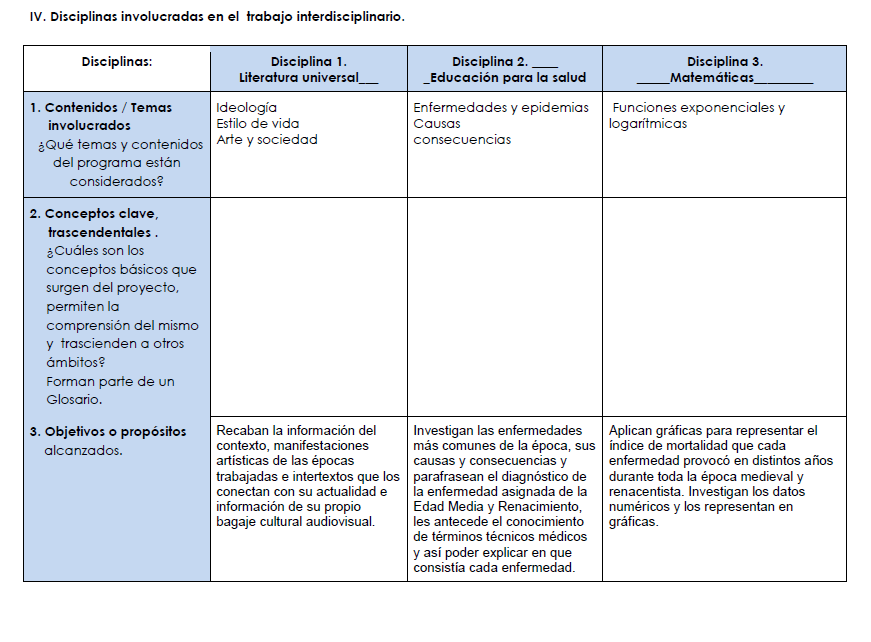 IV. Disciplinas involucradas en el  trabajo interdisciplinario.
Disciplinas:
Disciplina 1.
Literatura universal___
Disciplina 2. ____
_Educación para la salud
Disciplina 3.
_____Matemáticas_________
1. Contenidos / Temas
involucrados
¿Qué temas y contenidos
del programa están
considerados?
Ideología
Estilo de vida
Arte y sociedad
Enfermedades y epidemias
Causas
consecuencias
Funciones exponenciales y
logarítmicas
2. Conceptos clave,
trascendentales .
¿Cuáles son los
conceptos básicos que
surgen del proyecto,
permiten la
comprensión del mismo
y  trascienden a otros
ámbitos?
Forman parte de un
Glosario.
3. Objetivos o propósitos
alcanzados.
Recaban la información del
contexto, manifestaciones
artísticas de las épocas
trabajadas e intertextos que los
conectan con su actualidad e
información de su propio
bagaje cultural audiovisual.
Investigan las enfermedades
más comunes de la época, sus
causas y consecuencias y
parafrasean el diagnóstico de
la enfermedad asignada de la
Edad Media y Renacimiento,
les antecede el conocimiento
de términos técnicos médicos
y así poder explicar en que
consistía cada enfermedad.
Aplican gráficas para representar el
índice de mortalidad que cada
enfermedad provocó en distintos años
durante toda la época medieval y
renacentista. Investigan los datos
numéricos y los representan en
gráficas.